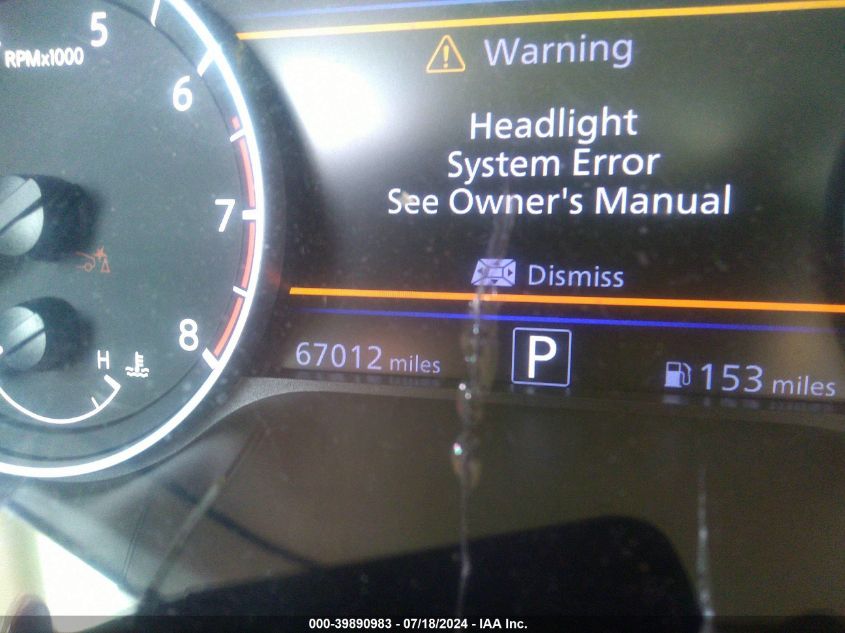 5
RPMx1000
6
7
8
H
Warning
Headlight
System Error
See Owner's Manual
Dismiss
67012 miles
P
153 miles
000-39890983 - 07/18/2024 - IAA Inc.